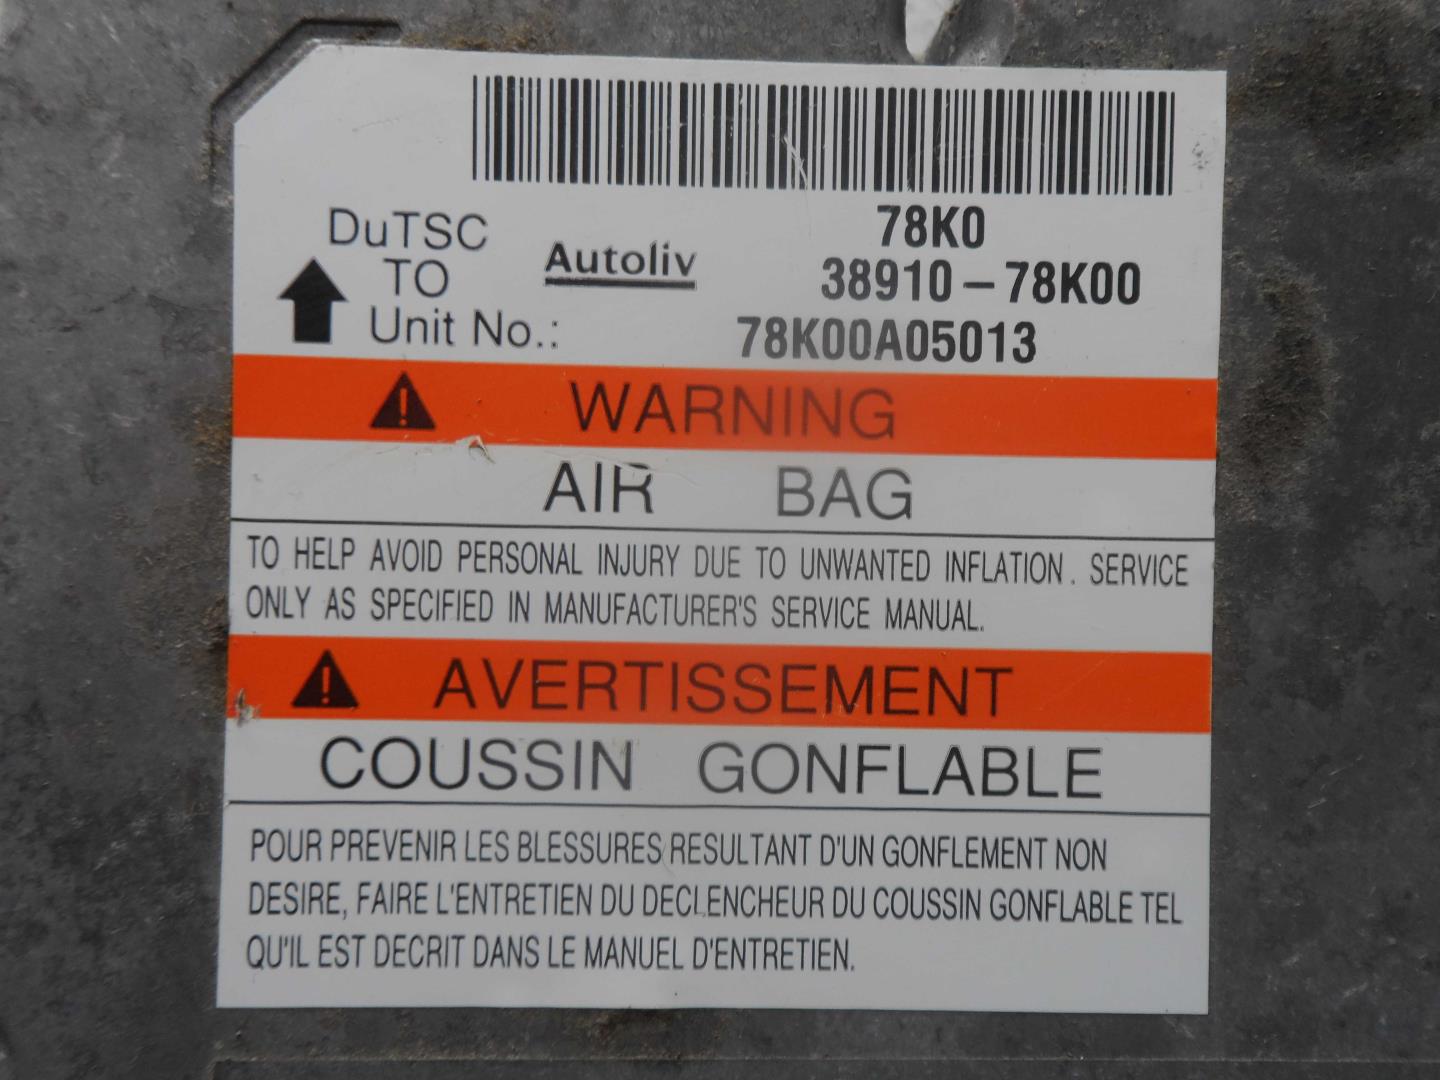 78K0
DuTSC
Autoliv
38910-78K00
TO
Unit No.:
78K00A05013
WARNING
AIR BAG
TO HELP AVOID PERSONAL INJURY DUE TO UNWANTED INFLATION. SERVICE
ONLY AS SPECIFIED IN MANUFACTURER'S SERVICE MANUAL.
AVERTISSEMENT
COUSSIN GONFLABLE
POUR PREVENIR LES BLESSURES RESULTANT D'UN GONFLEMENT NON
DESIRE, FAIRE L'ENTRETIEN DU DECLENCHEUR DU COUSSIN GONFLABLE TEL
QU'IL EST DECRIT DANS LE MANUEL D'ENTRETIEN.